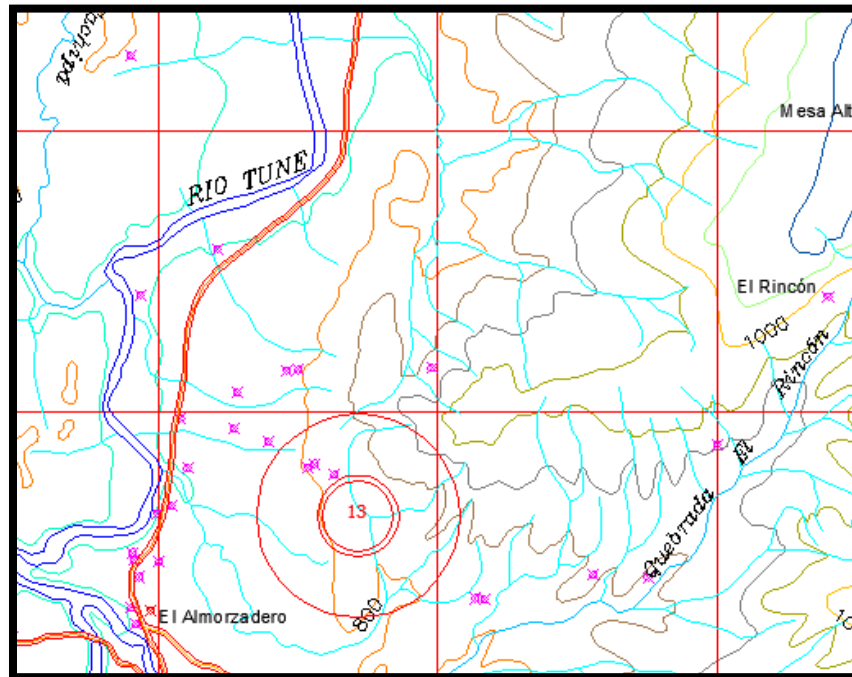 Mesa Alt
RIO TUNE
El Rincón
1000
Quebrada El Rincón
13
800
El Almorzadero